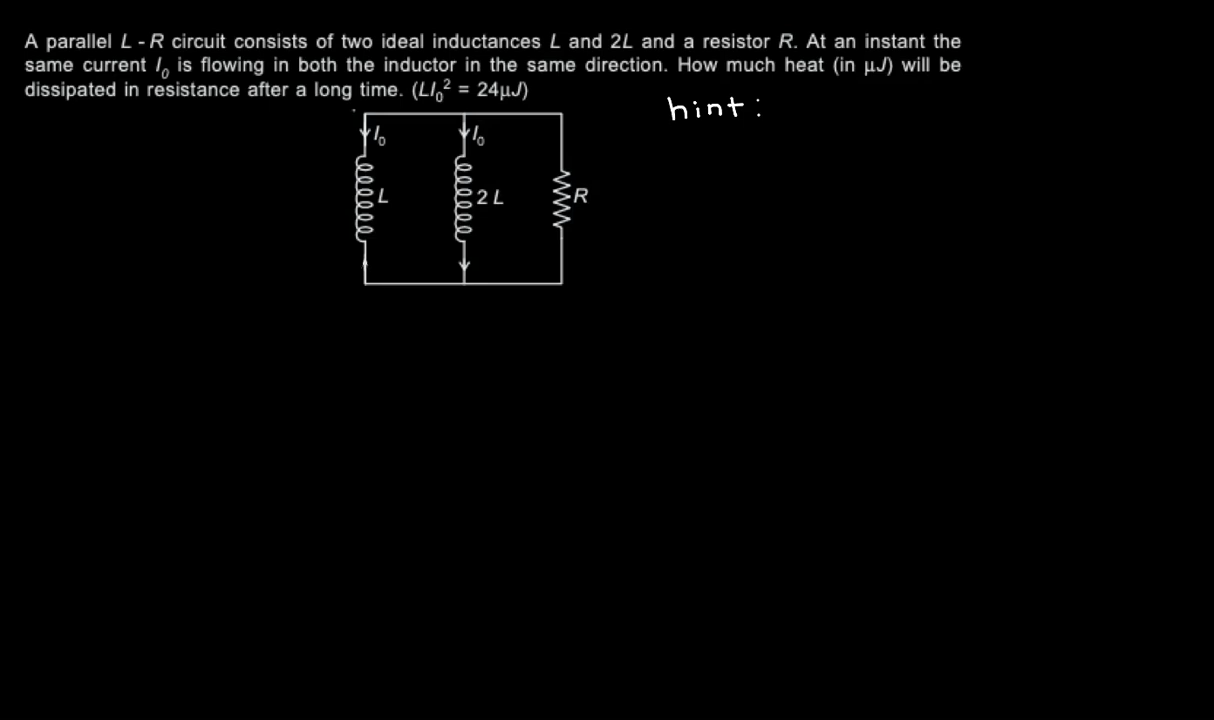 A parallel L - R circuit consists of two ideal inductances L and 2L and a resistor R. At an instant the
same current I₀ is flowing in both the inductor in the same direction. How much heat (in μJ) will be
dissipated in resistance after a long time. (LI₀² = 24μJ)
hint :
I₀ I₀
L 2 L R